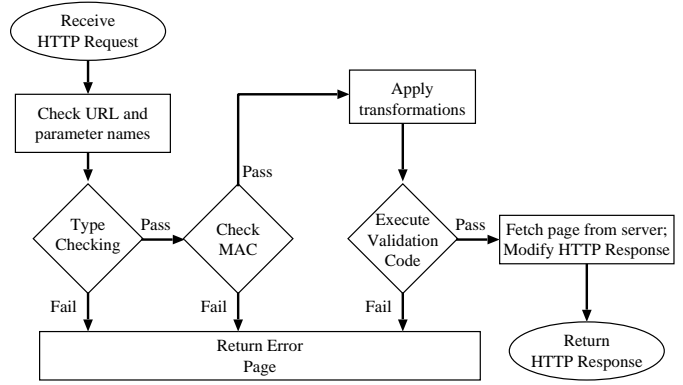 Receive
HTTP Request
Check URL and
parameter names
Apply
transformations
Pass
Type
Checking
Pass
Check
MAC
Execute
Validation
Code
Pass
Fetch page from server;
Modify HTTP Response
Fail
Fail
Fail
Return Error
Page
Return
HTTP Response